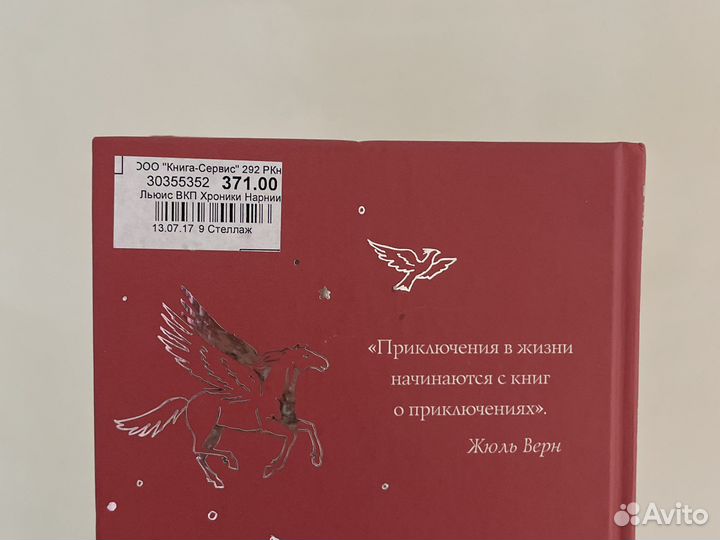 ООО "Книга-Сервис" 292 РКн
30355352 371.00
Льюис ВКП Хроники Нарнии
13.07.17 9 Стеллаж
«Приключения в жизни
начинаются с книг
о приключениях».
Жюль Верн
Avito